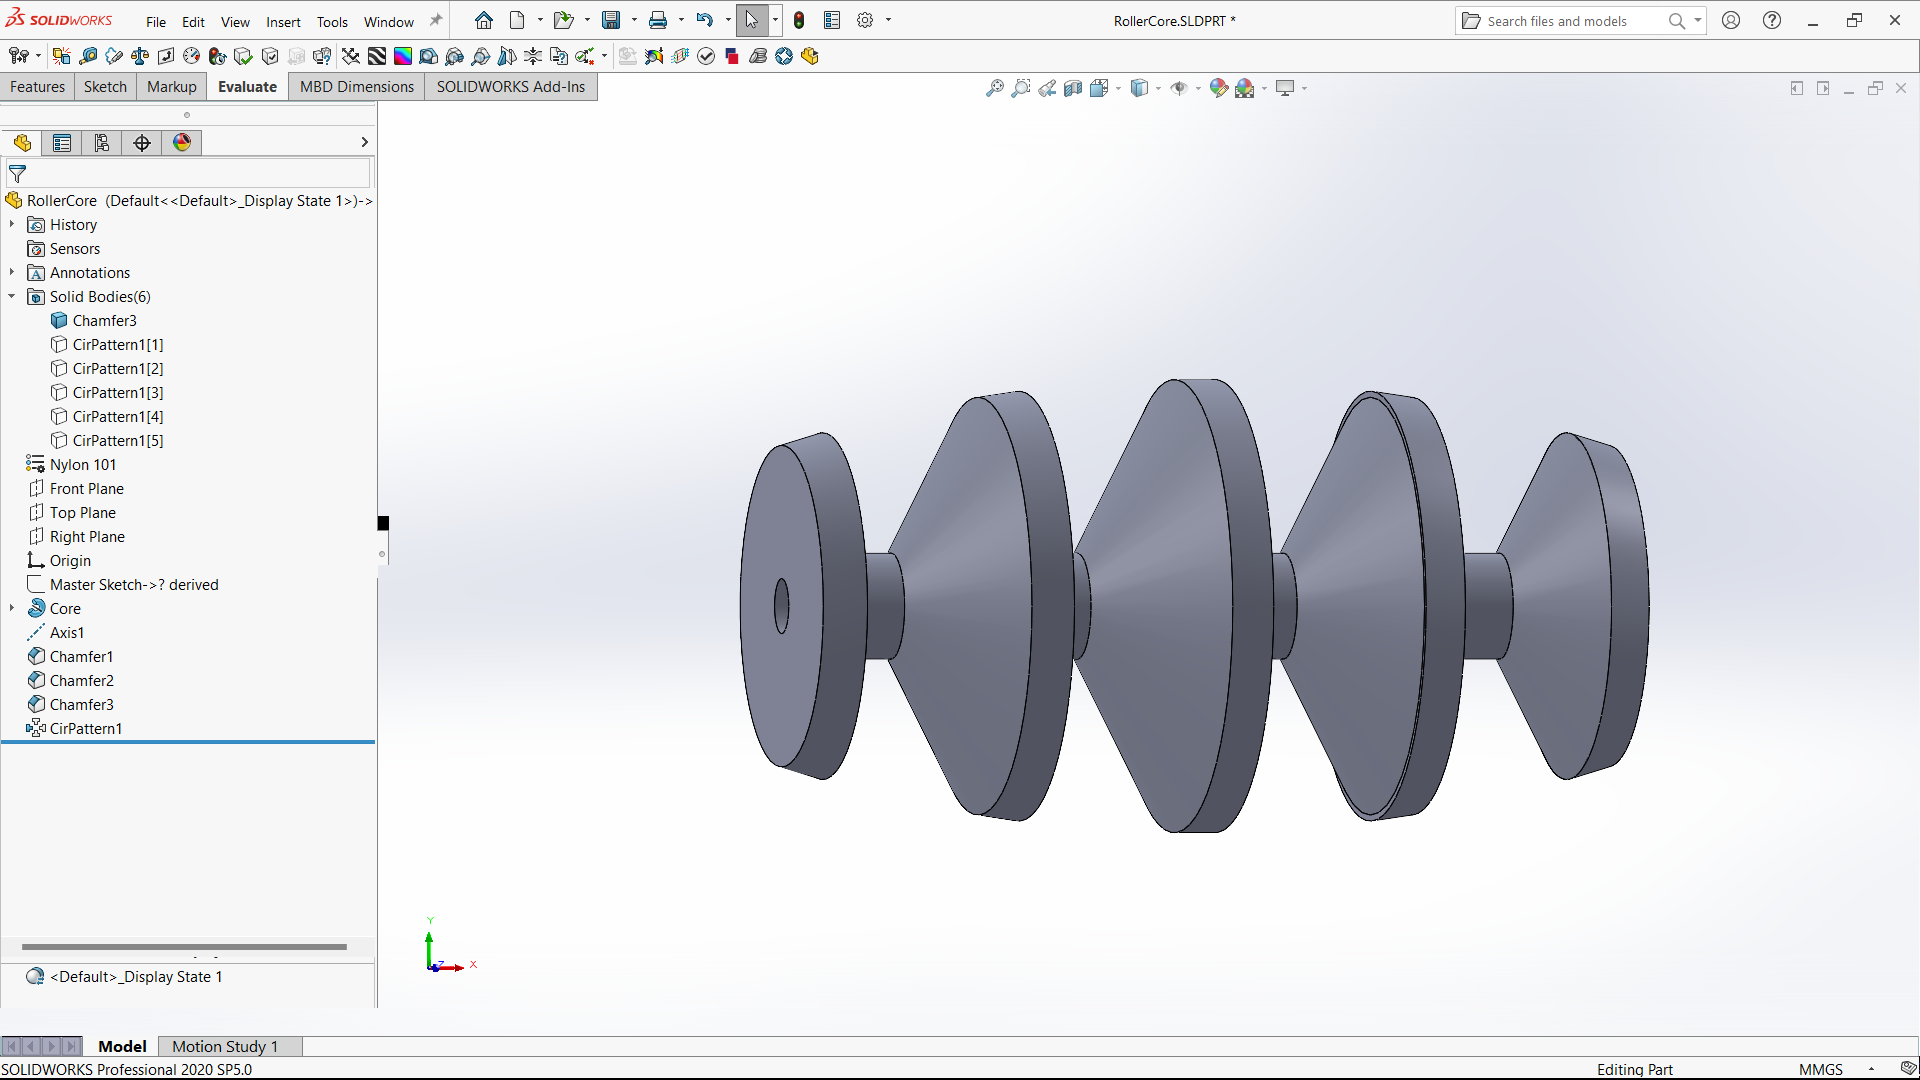 SOLIDWORKS File Edit View Insert Tools Window RollerCore.SLDPRT * Search files and models
Features Sketch Markup Evaluate MBD Dimensions SOLIDWORKS Add-Ins
RollerCore (Default<<Default>_Display State 1>)->
History
Sensors
Annotations
Solid Bodies(6)
Chamfer3
CirPattern1[1]
CirPattern1[2]
CirPattern1[3]
CirPattern1[4]
CirPattern1[5]
Nylon 101
Front Plane
Top Plane
Right Plane
Origin
Master Sketch->? derived
Core
Axis1
Chamfer1
Chamfer2
Chamfer3
CirPattern1
<Default>_Display State 1
Y
Z X
Model Motion Study 1
SOLIDWORKS Professional 2020 SP5.0 Editing Part MMGS